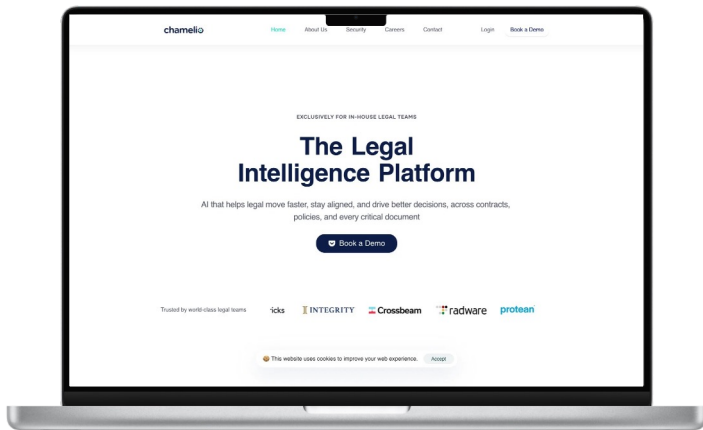 chamelio
Home About Us Security Careers Contact Login Book a Demo
EXCLUSIVELY FOR IN-HOUSE LEGAL TEAMS
The Legal
Intelligence Platform
AI that helps legal move faster, stay aligned, and drive better decisions, across contracts,
policies, and every critical document
Book a Demo
Trusted by world-class legal teams ricks INTEGRITY Crossbeam radware protean
🍪 This website uses cookies to improve your web experience. Accept